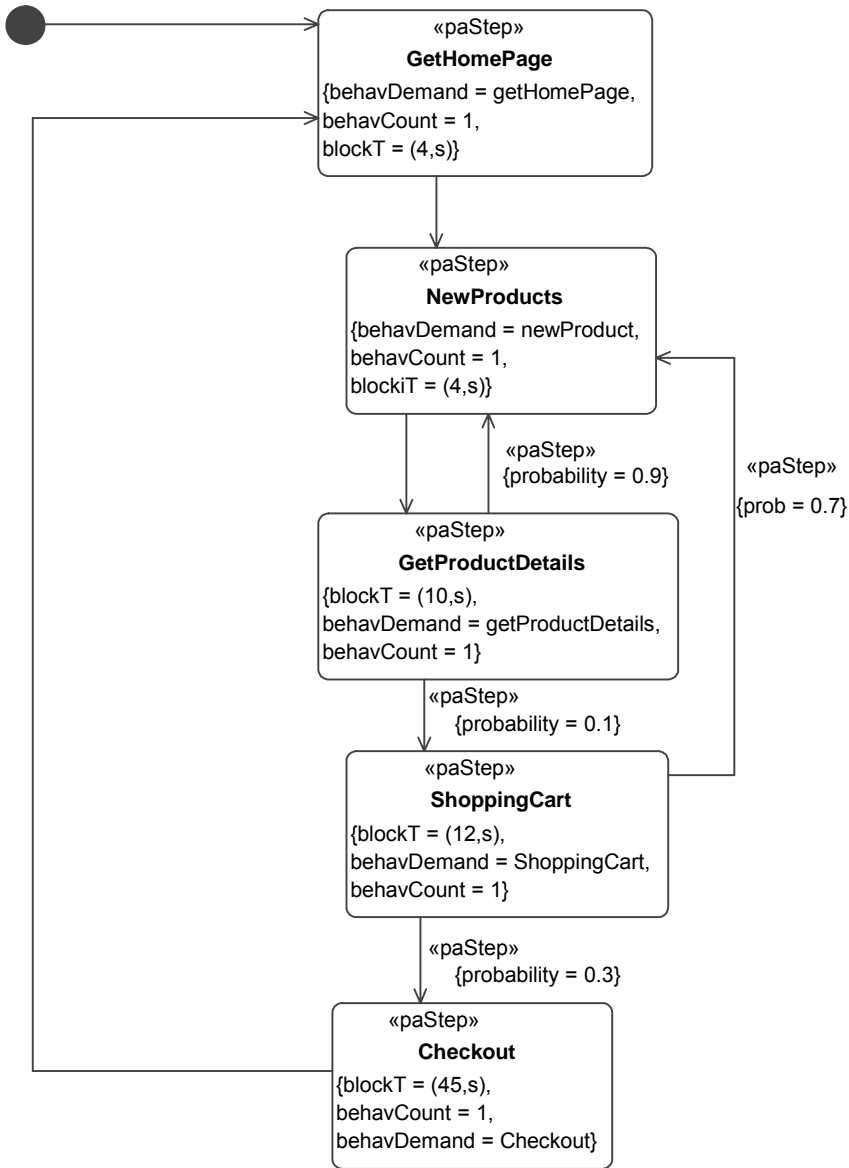 «paStep»
GetHomePage
{behavDemand = getHomePage,
behavCount = 1,
blockT = (4,s)}
«paStep»
NewProducts
{behavDemand = newProduct,
behavCount = 1,
blockiT = (4,s)}
«paStep»
{probability = 0.9}
«paStep»
{prob = 0.7}
«paStep»
GetProductDetails
{blockT = (10,s),
behavDemand = getProductDetails,
behavCount = 1}
«paStep»
{probability = 0.1}
«paStep»
ShoppingCart
{blockT = (12,s),
behavDemand = ShoppingCart,
behavCount = 1}
«paStep»
{probability = 0.3}
«paStep»
Checkout
{blockT = (45,s),
behavCount = 1,
behavDemand = Checkout}